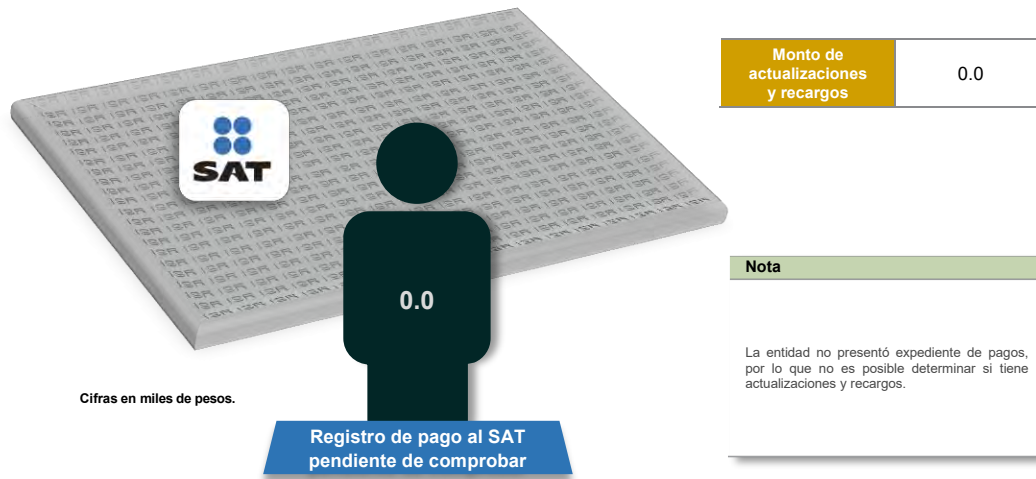 SAT
0.0
Cifras en miles de pesos.
Registro de pago al SAT
pendiente de comprobar
Monto de
actualizaciones
y recargos
0.0
Nota
La entidad no presentó expediente de pagos,
por lo que no es posible determinar si tiene
actualizaciones y recargos.